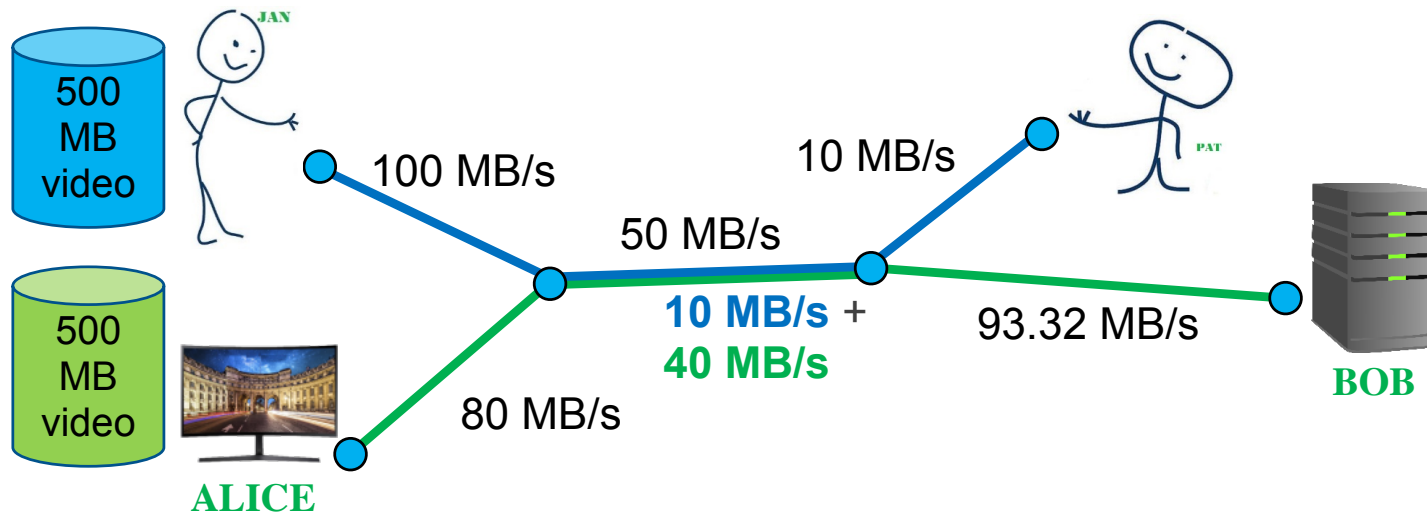 JAN
500
MB
video
100 MB/s
10 MB/s
PAT
50 MB/s
10 MB/s +
40 MB/s
93.32 MB/s
BOB
500
MB
video
80 MB/s
ALICE